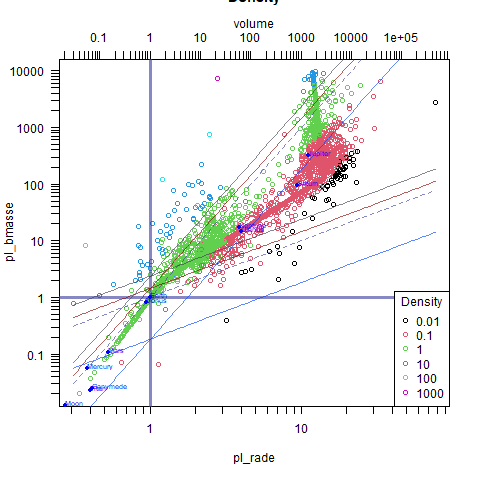 Density
volume
0.1 1 10 100 1000 10000 1e+05
10000
1000
100
10
1
0.1
pl_bmasse
Jupiter
Mercury
Ganymede
Moon
Density
0.01
0.1
1
10
100
1000
1 10
pl_rade